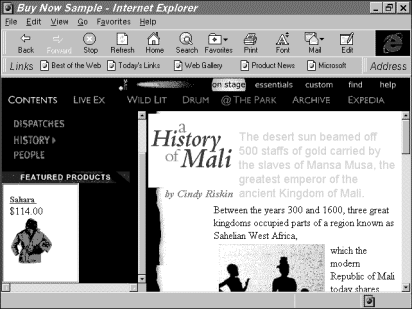 Buy Now Sample - Internet Explorer
File Edit View Go Favorites Help
Back Forward Stop Refresh Home Search Favorites Print Font Mail Edit
Links Best of the Web Today's Links Web Gallery Product News Microsoft Address
on stage essentials custom find help
CONTENTS LIVE EX WILD LIT DRUM @ THE PARK ARCHIVE EXPEDIA
DISPATCHES
HISTORY
PEOPLE
FEATURED PRODUCTS
Sahara
$114.00
a
History
of Mali
by Cindy Riskin
The desert sun beamed off
500 staffs of gold carried by
the slaves of Mansa Musa, the
greatest emperor of the
ancient Kingdom of Mali.
Between the years 300 and 1600, three great
kingdoms occupied parts of a region known as
Sahelian West Africa,
which the
modern
Republic of Mali
today shares